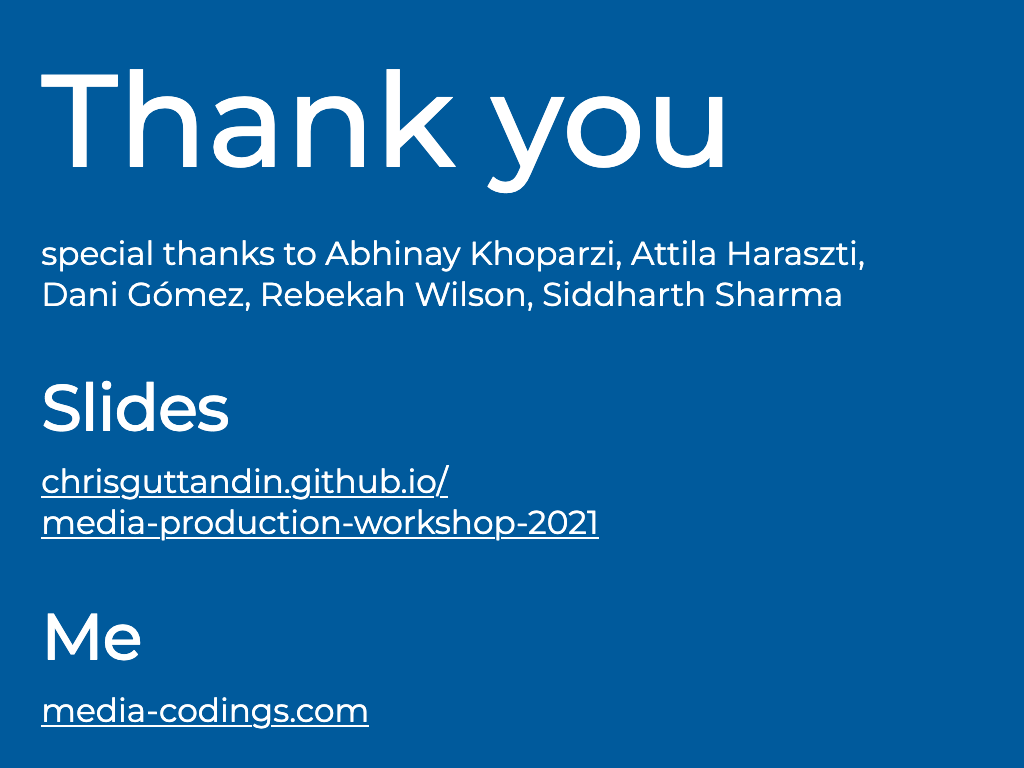 Thank you
special thanks to Abhinay Khoparzi, Attila Haraszti,
Dani Gómez, Rebekah Wilson, Siddharth Sharma
Slides
chrisguttandin.github.io/
media-production-workshop-2021
Me
media-codings.com